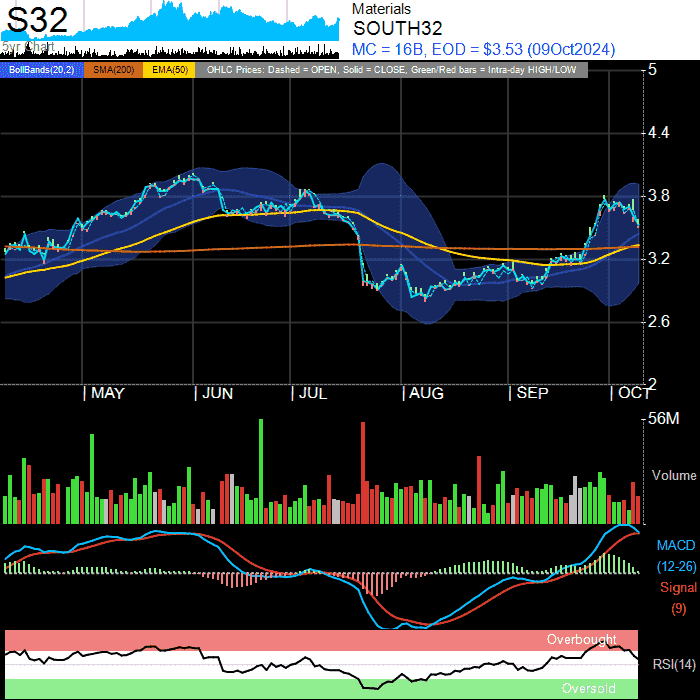 S32
5yr Chart
Materials
SOUTH32
MC = 16B, EOD = $3.53 (09Oct2024)
BollBands(20,2) SMA(200) EMA(50) OHLC Prices: Dashed = OPEN, Solid = CLOSE, Green/Red bars = Intra-day HIGH/LOW
5
4.4
3.8
3.2
2.6
2
| MAY | JUN | JUL | AUG | SEP | OCT
56M
Volume
MACD
(12-26)
Signal
(9)
Overbought
RSI(14)
Oversold